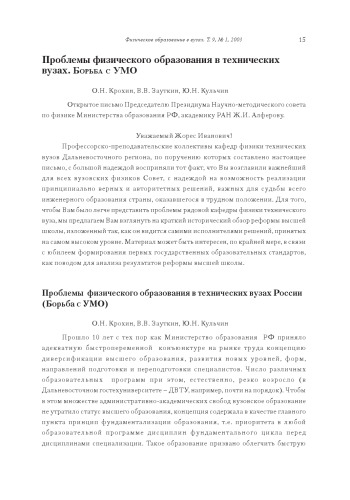 Физическое образование в вузах. Т. 9, № 1, 2003
15
Проблемы физического образования в технических
вузах. Борьба с УМО
О.Н. Крохин, В.В. Зауткин, Ю.Н. Кульчин
Открытое письмо Председателю Президиума Научно-методического совета
по физике Министерства образования РФ, академику РАН Ж.И. Алферову.
Уважаемый Жорес Иванович!
Профессорско-преподавательские коллективы кафедр физики технических
вузов Дальневосточного региона, по поручению которых составлено настоящее
письмо, с большой надеждой восприняли тот факт, что Вы возглавили важнейший
для всех вузовских физиков Совет, с надеждой на возможность реализации
принципиально верных и авторитетных решений, важных для судьбы всего
инженерного образования страны, оказавшегося в трудном положении. Для того,
чтобы Вам было легче представить проблемы рядовой кафедры физики технического
вуза, мы предлагаем Вам взглянуть на краткий исторический обзор реформы высшей
школы, изложенный так, как он видится самими исполнителями решений, принятых
на самом высоком уровне. Материал может быть интересен, по крайней мере, в связи
с юбилеем формирования первых государственных образовательных стандартов,
как поводом для анализа результатов реформы высшей школы.
Проблемы физического образования в технических вузах России
(Борьба с УМО)
О.Н. Крохин, В.В. Зауткин, Ю.Н. Кульчин
Прошло 10 лет с тех пор как Министерство образования РФ приняло
адекватную быстропеременной конъюнктуре на рынке труда концепцию
диверсификации высшего образования, развития новых уровней, форм,
направлений подготовки и переподготовки специалистов. Число различных
образовательных программ при этом, естественно, резко возросло (в
Дальневосточном гостехуниверситете – ДВТУ, например, почти на порядок). Чтобы
в этом множестве административно-академических свобод вузовское образование
не утратило статус высшего образования, концепция содержала в качестве главного
пункта принцип фундаментализации образования, т.е. приоритета в любой
образовательной программе дисциплин фундаментального цикла перед
дисциплинами специализации. Такое образование призвано облегчить быструю